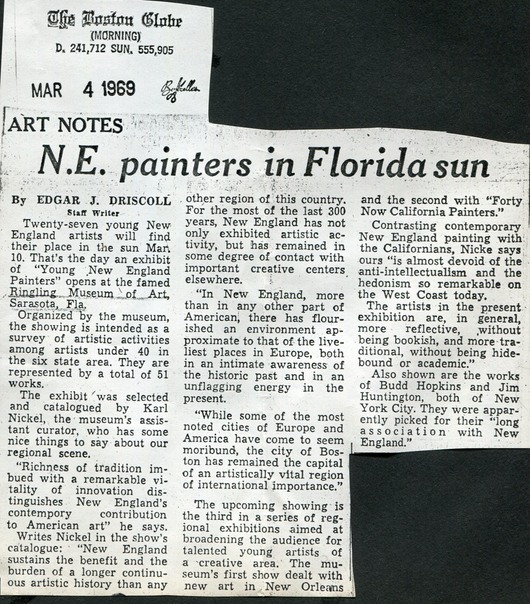 The Boston Globe
(MORNING)
D. 241,712 SUN. 555,905
MAR 4 1969
ART NOTES
N.E. painters in Florida sun
By EDGAR J. DRISCOLL
Staff Writer
Twenty-seven young New
England artists will find
their place in the sun Mar.
10. That's the day an exhibit
of "Young New England
Painters" opens at the famed
Ringling Museum of Art,
Sarasota, Fla.
Organized by the museum,
the showing is intended as a
survey of artistic activities
among artists under 40 in
the six state area. They are
represented by a total of 51
works.
The exhibit was selected
and catalogued by Karl
Nickel, the museum's assis-
tant curator, who has some
nice things to say about our
regional scene.
"Richness of tradition im-
bued with a remarkable vi-
tality of innovation dis-
tinguishes New England's
contempory contribution
to American art" he says.
Writes Nickel in the show's
catalogue: "New England
sustains the benefit and the
burden of a longer continu-
ous artistic history than any
other region of this country.
For the most of the last 300
years, New England has not
only exhibited artistic ac-
tivity, but has remained in
some degree of contact with
important creative centers
elsewhere.
"In New England, more
than in any other part of
American, there has flour-
ished an environment ap-
proximate to that of the live-
liest places in Europe, both
in an intimate awareness of
the historic past and in an
unflagging energy in the
present.
"While some of the most
noted cities of Europe and
America have come to seem
moribund, the city of Bos-
ton has remained the capital
of an artistically vital region
of international importance."
The upcoming showing is
the third in a series of reg-
ional exhibitions aimed at
broadening the audience for
talented young artists of
a creative area. The mu-
seum's first show dealt with
new art in New Orleans
and the second with "Forty
Now California Painters."
Contrasting contemporary
New England painting with
the Californians, Nicke says
ours "is almost devoid of the
anti-intellectualism and the
hedonism so remarkable on
the West Coast today.
The artists in the present
exhibition are, in general,
more reflective, without
being bookish, and more tra-
ditional, without being hide-
bound or academic."
Also shown are the works
of Budd Hopkins and Jim
Huntington, both of New
York City. They were appar-
ently picked for their "long
association with New
England."